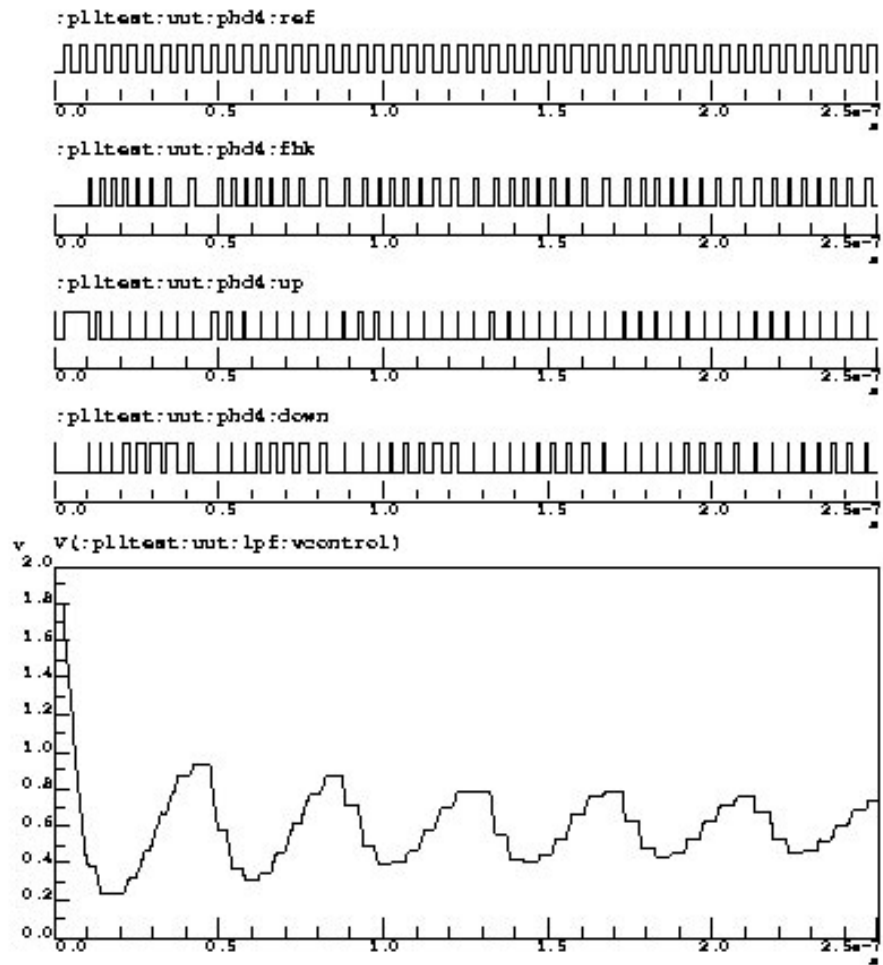 :plltest:uut:phd4:ref
0.0 0.5 1.0 1.5 2.0 2.5e-7
s
:plltest:uut:phd4:fbk
0.0 0.5 1.0 1.5 2.0 2.5e-7
s
:plltest:uut:phd4:up
0.0 0.5 1.0 1.5 2.0 2.5e-7
s
:plltest:uut:phd4:down
0.0 0.5 1.0 1.5 2.0 2.5e-7
s
v V(:plltest:uut:lpf:vcontrol)
2.0
1.8
1.6
1.4
1.2
1.0
0.8
0.6
0.4
0.2
0.0
0.0 0.5 1.0 1.5 2.0 2.5e-7
s